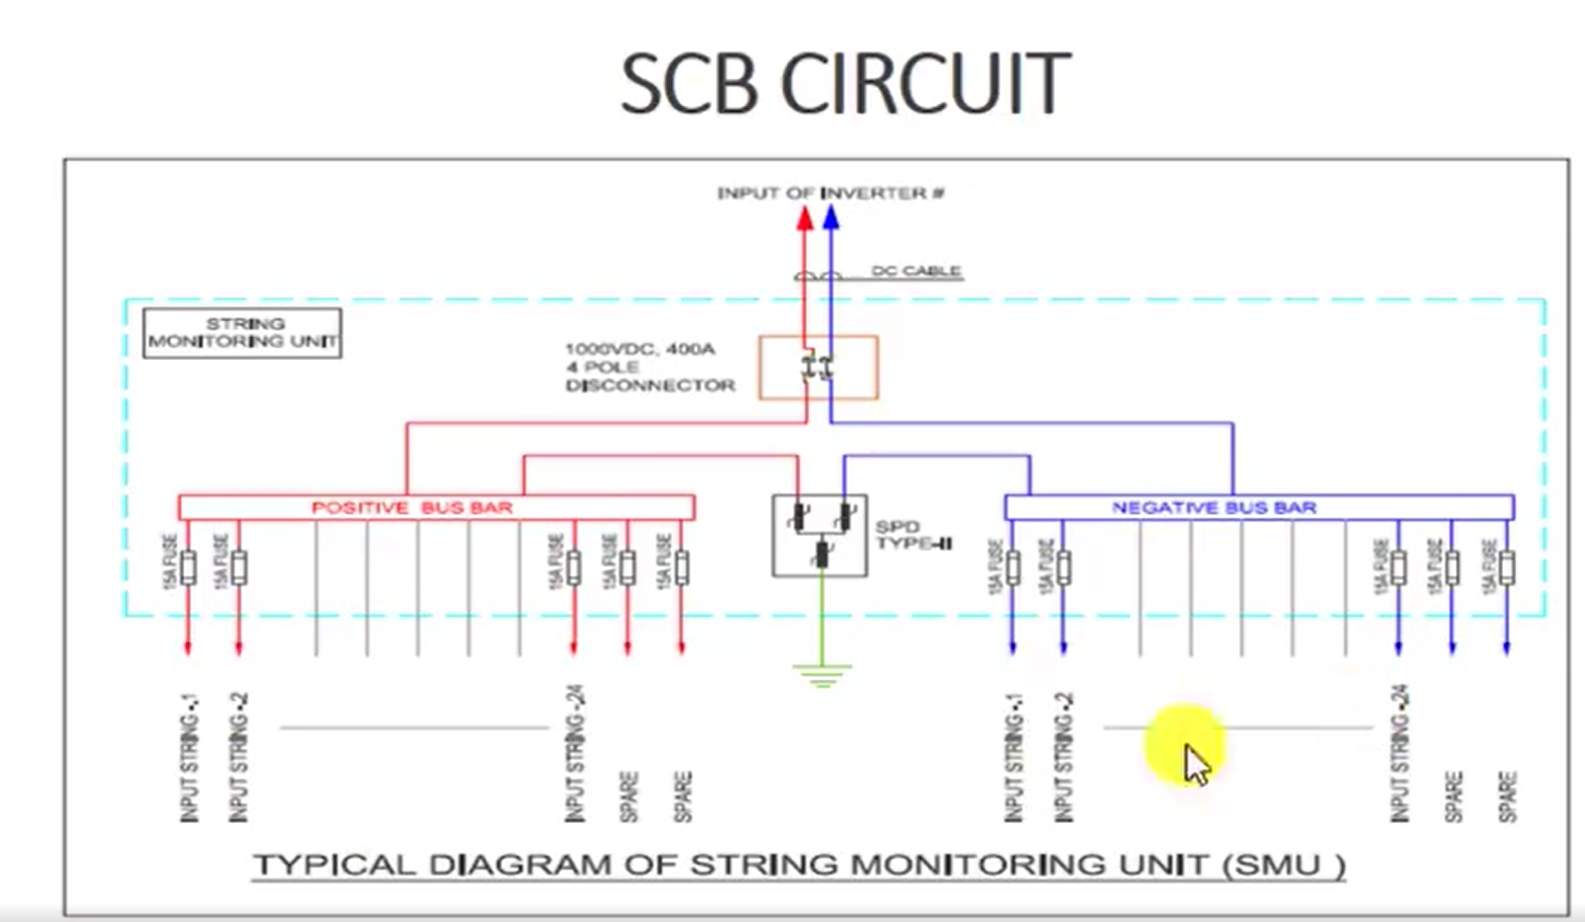 SCB CIRCUIT
INPUT OF INVERTER #
DC CABLE
STRING
MONITORING UNIT
1000VDC, 400A
4 POLE
DISCONNECTOR
POSITIVE BUS BAR
NEGATIVE BUS BAR
SPD
TYPE-II
15A FUSE
15A FUSE
15A FUSE
15A FUSE
15A FUSE
15A FUSE
15A FUSE
15A FUSE
15A FUSE
15A FUSE
INPUT STRING-1
INPUT STRING-2
INPUT STRING-24
SPARE
SPARE
INPUT STRING-1
INPUT STRING-2
INPUT STRING-24
SPARE
SPARE
TYPICAL DIAGRAM OF STRING MONITORING UNIT (SMU )